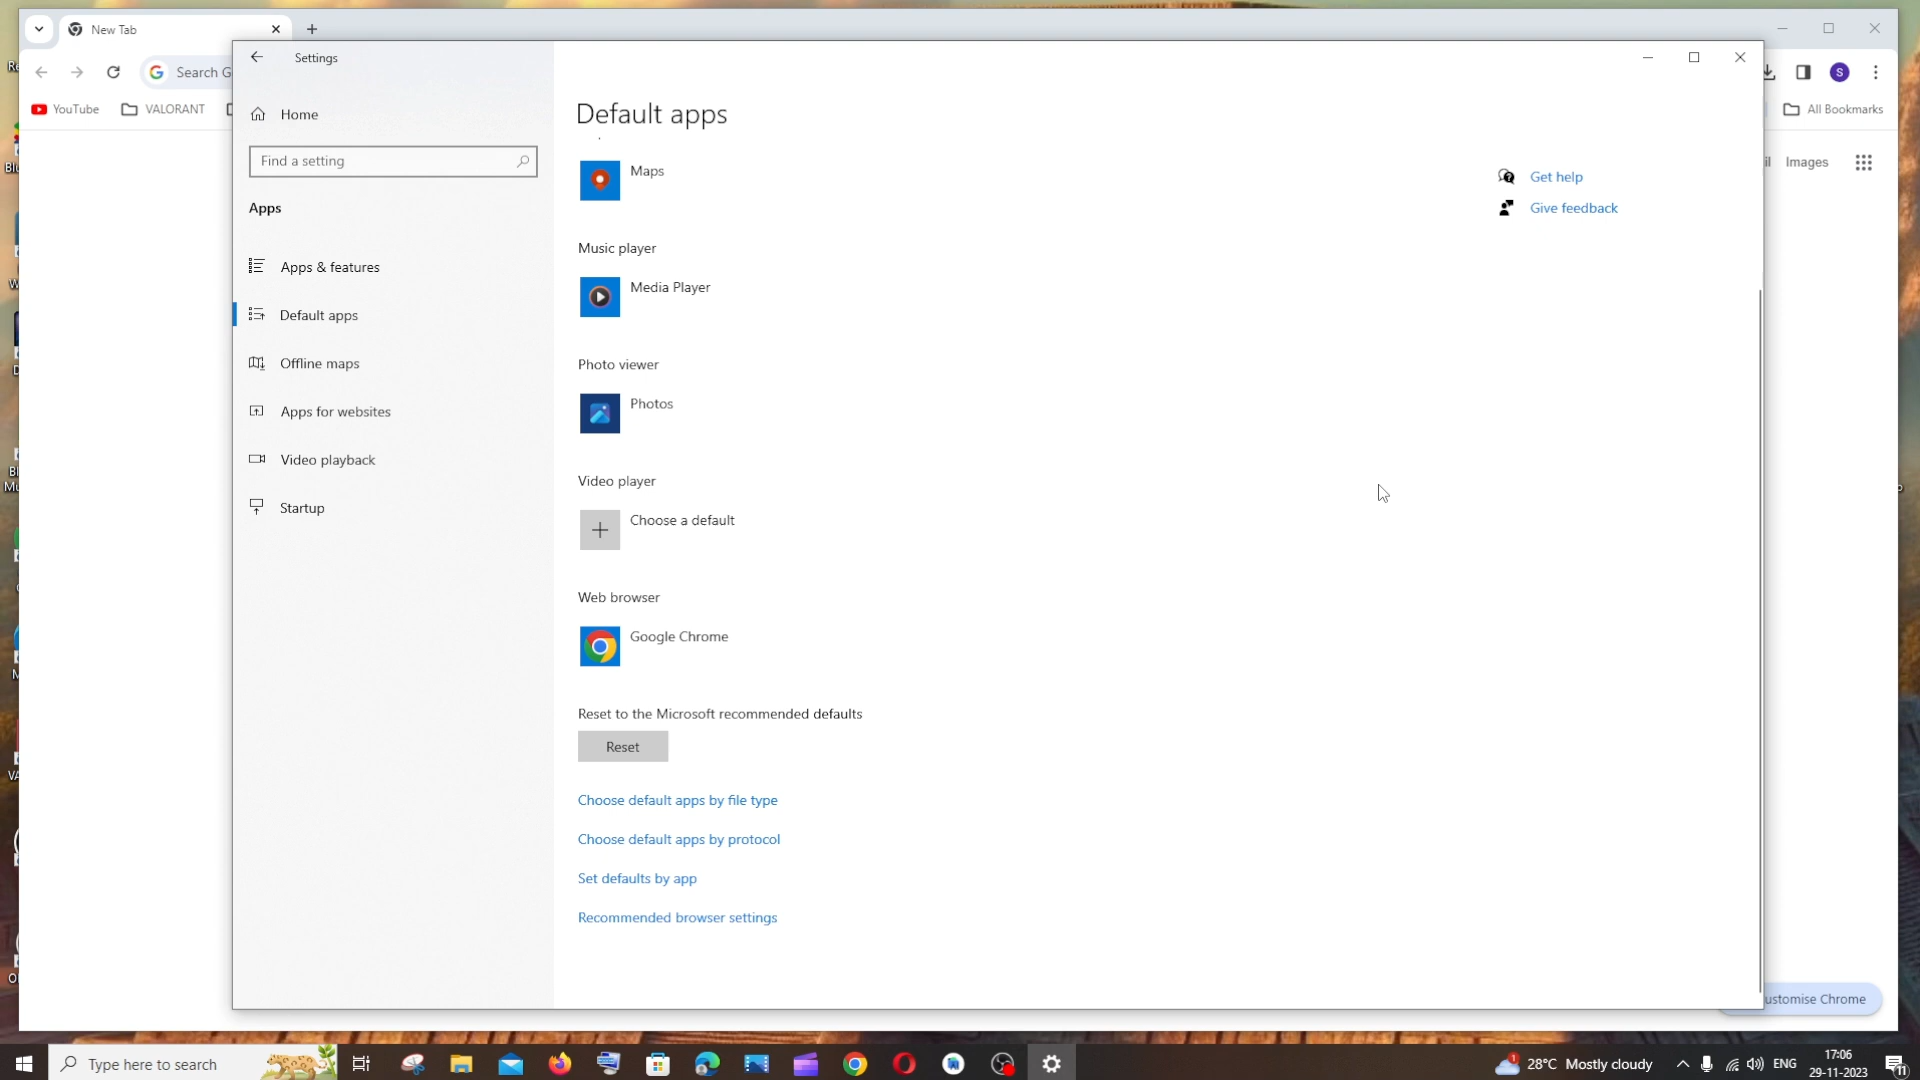 New Tab
Search G
YouTube
VALORANT
All Bookmarks
Images
Settings
Home
Find a setting
Apps
Apps & features
Default apps
Offline maps
Apps for websites
Video playback
Startup
Default apps
Maps
Music player
Media Player
Photo viewer
Photos
Video player
Choose a default
Web browser
Google Chrome
Reset to the Microsoft recommended defaults
Reset
Choose default apps by file type
Choose default apps by protocol
Set defaults by app
Recommended browser settings
Get help
Give feedback
S
ustomise Chrome
Type here to search
1
28°C Mostly cloudy
ENG
17:06
29-11-2023
11